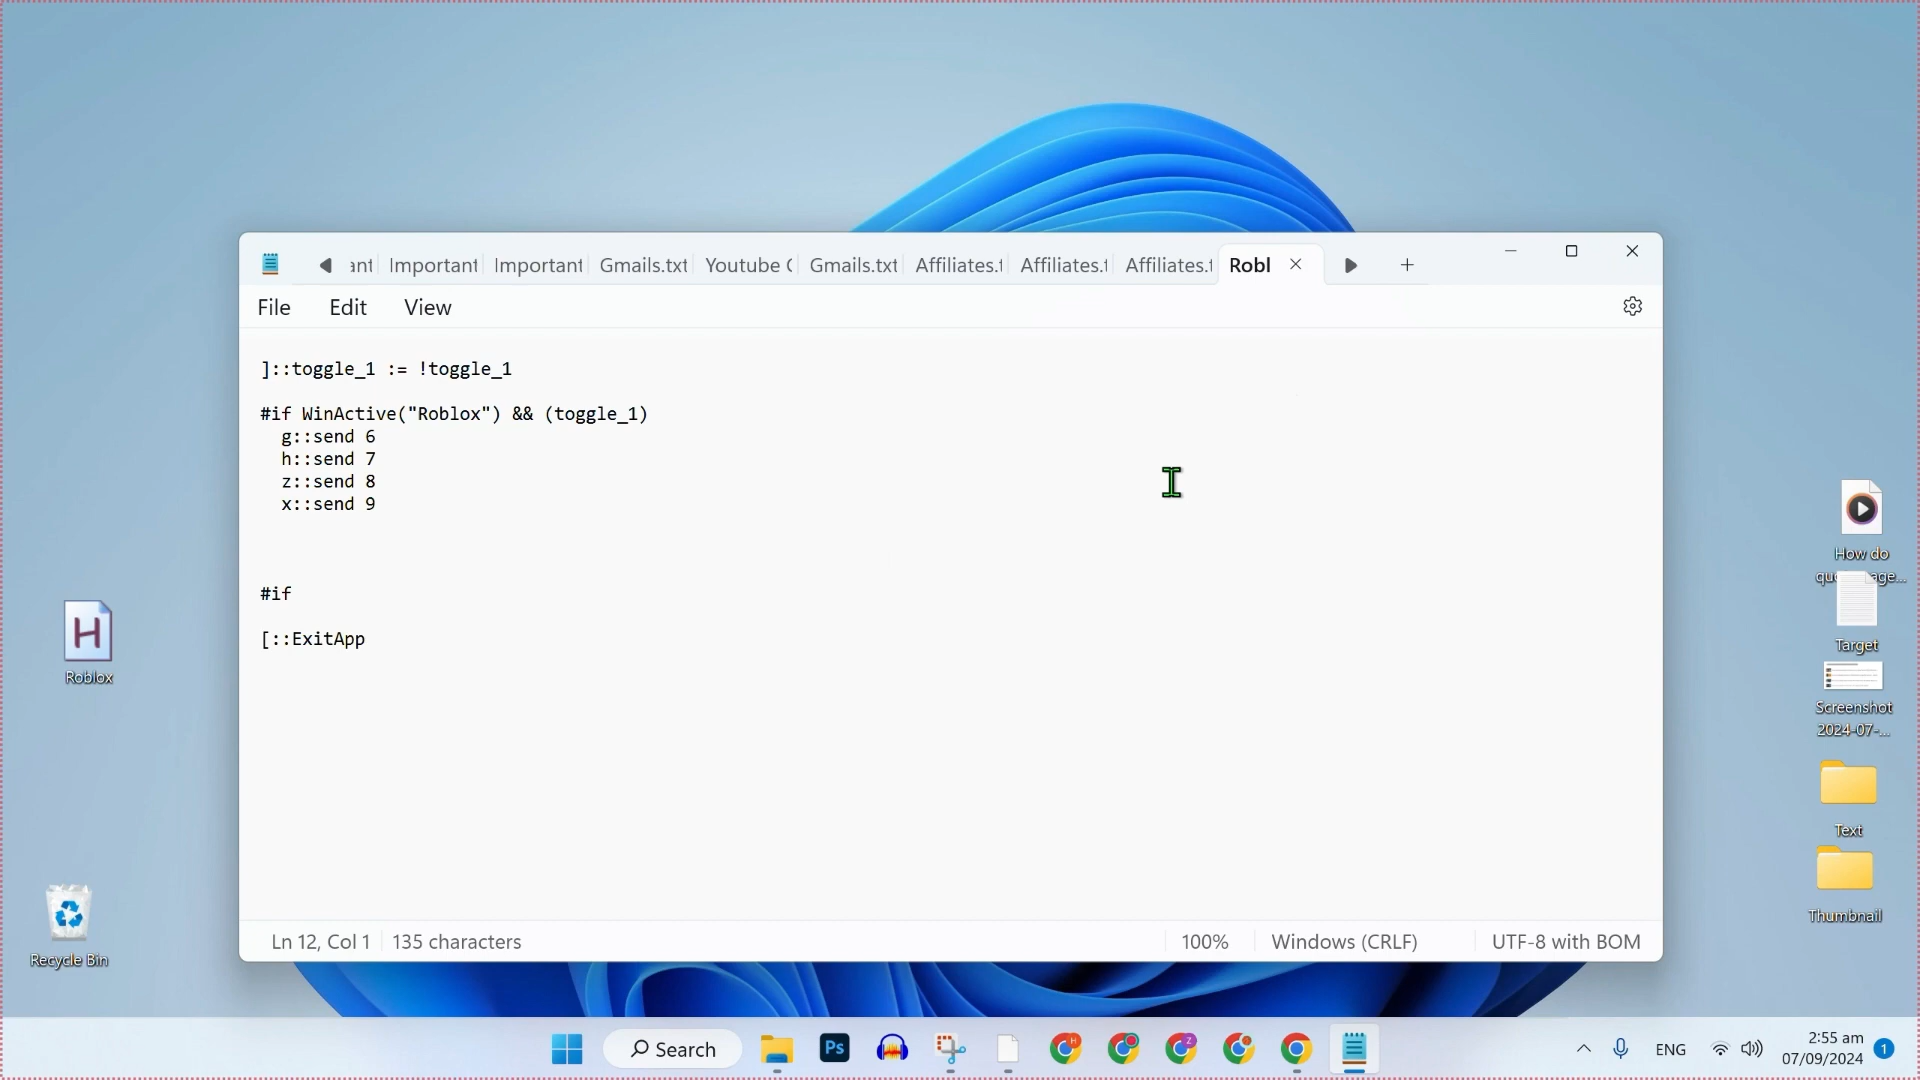 ant Important Important Gmails.txt Youtube C Gmails.txt Affiliates.t Affiliates.t Affiliates.t Robl
File Edit View
]::toggle_1 := !toggle_1
#if WinActive("Roblox") && (toggle_1)
g::send 6
h::send 7
z::send 8
x::send 9
#if
[::ExitApp
Ln 12, Col 1 135 characters 100% Windows (CRLF) UTF-8 with BOM
Roblox
Recycle Bin
How do
Target
Screenshot
2024-07-...
Text
Thumbnail
H
Ps
Search
ENG
2:55 am
07/09/2024
1